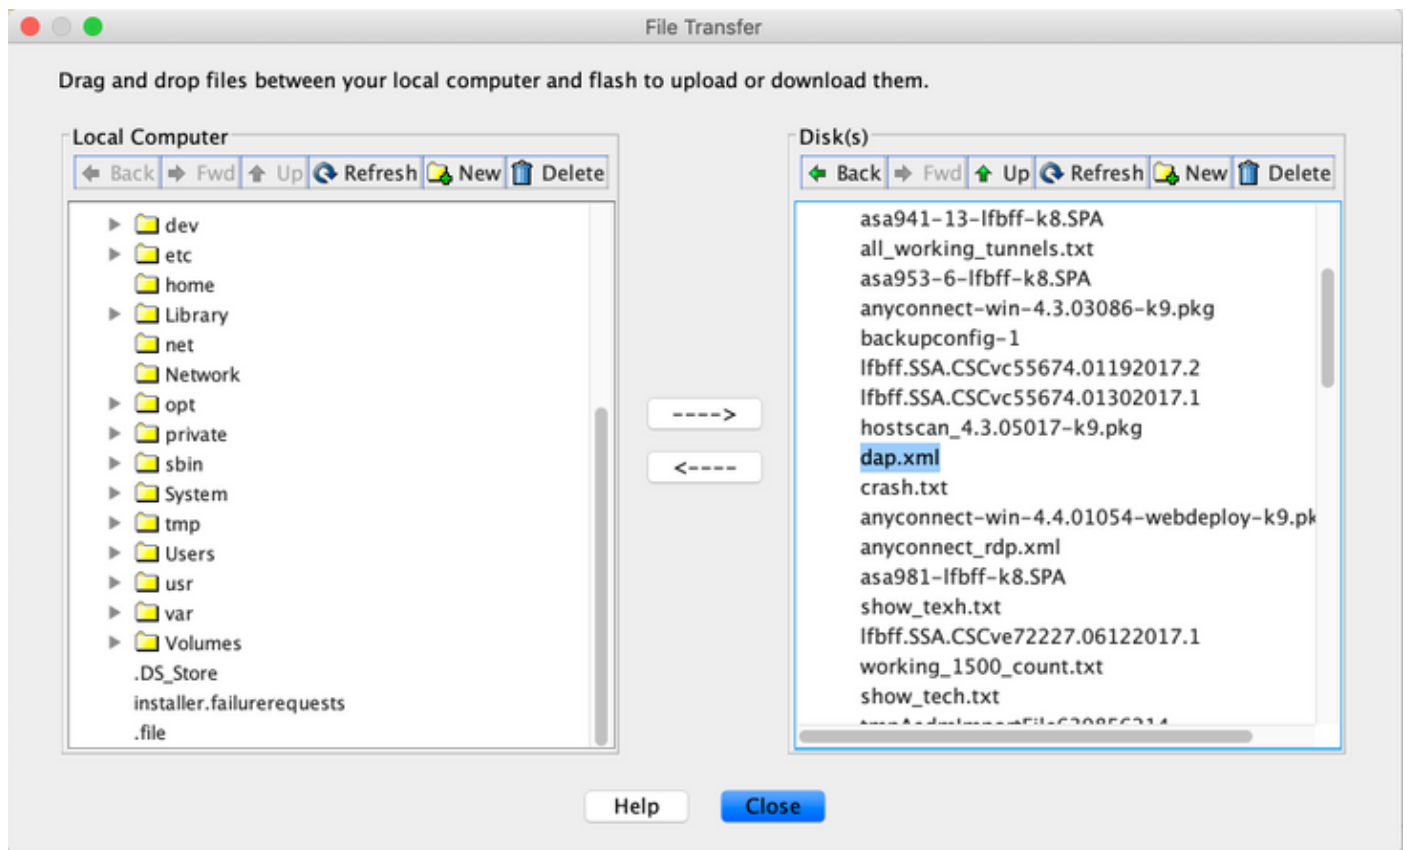 File Transfer
Drag and drop files between your local computer and flash to upload or download them.
Local Computer
Back Fwd Up Refresh New Delete
dev
etc
home
Library
net
Network
opt
private
sbin
System
tmp
Users
usr
var
Volumes
.DS_Store
installer.failurerequests
.file
---->
<----
Disk(s)
Back Fwd Up Refresh New Delete
asa941-13-lfbff-k8.SPA
all_working_tunnels.txt
asa953-6-lfbff-k8.SPA
anyconnect-win-4.3.03086-k9.pkg
backupconfig-1
lfbff.SSA.CSCvc55674.01192017.2
lfbff.SSA.CSCvc55674.01302017.1
hostscan_4.3.05017-k9.pkg
dap.xml
crash.txt
anyconnect-win-4.4.01054-webdeploy-k9.pk
anyconnect_rdp.xml
asa981-lfbff-k8.SPA
show_texh.txt
lfbff.SSA.CSCve72227.06122017.1
working_1500_count.txt
show_tech.txt
Help Close